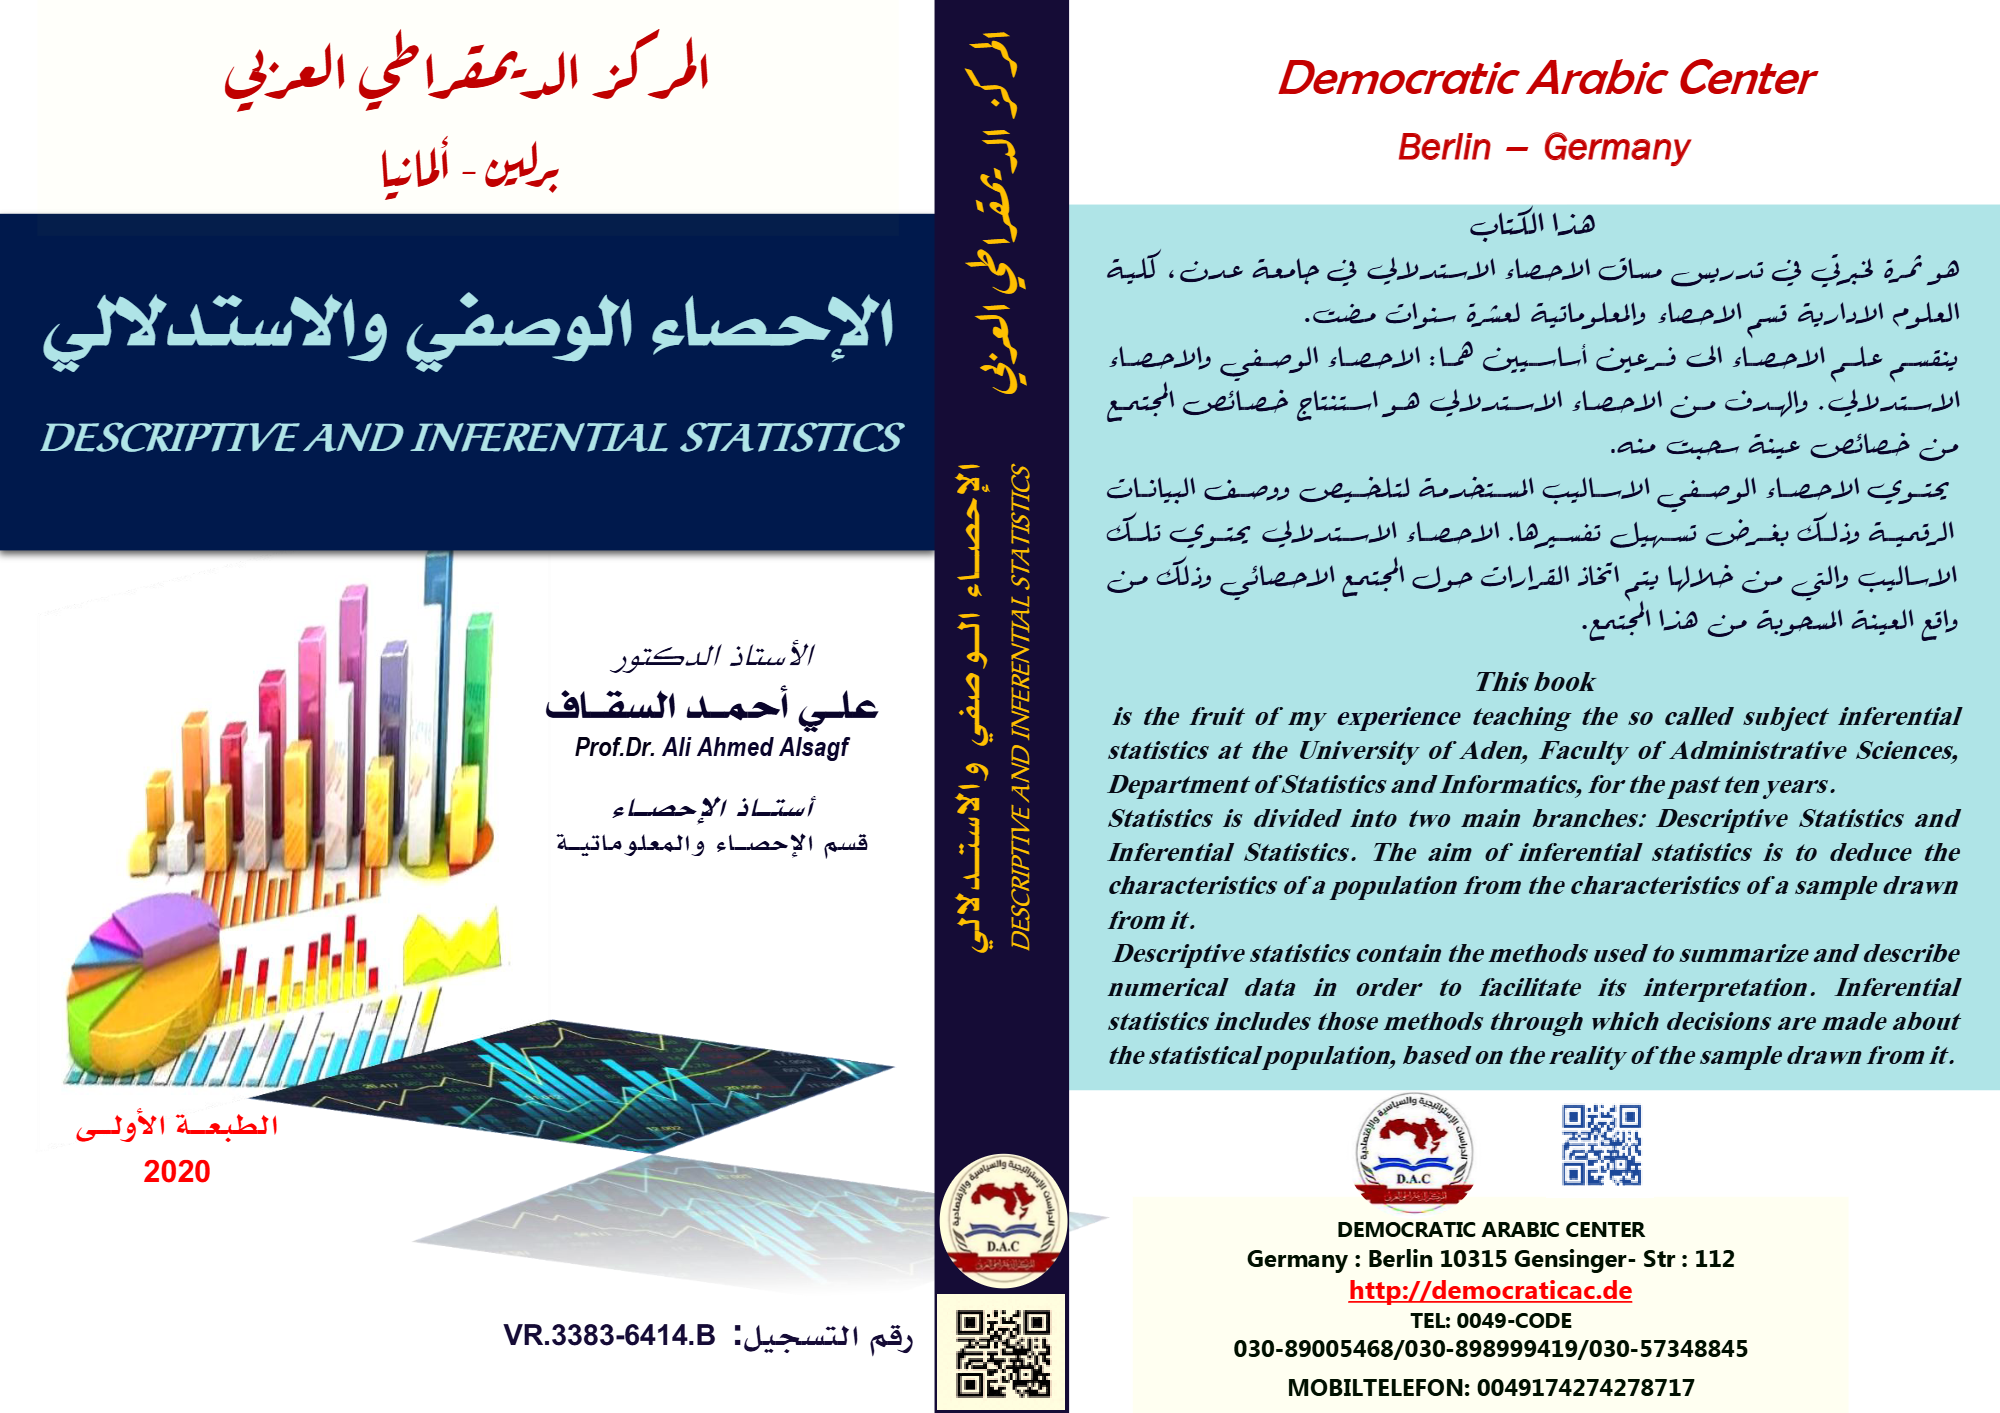 المركز الديمقراطي العربي
برلين - ألمانيا
الإحصاء الوصفي والاستدلالي
DESCRIPTIVE AND INFERENTIAL STATISTICS
الأستاذ الدكتور
علي أحمد السقاف
Prof.Dr. Ali Ahmed Alsagf
أستاذ الإحصاء
قسم الإحصاء والمعلوماتية
الطبعة الأولى
2020
رقم التسجيل: VR.3383-6414.B
المركز الديمقراطي العربي
الإحصاء الوصفي والاستدلالي
DESCRIPTIVE AND INFERENTIAL STATISTICS
D.A.C
Democratic Arabic Center
Berlin – Germany
هذا الكتاب
هو ثمرة لخبرتي في تدريس مساق الاحصاء الاستدلالي في جامعة عدن، كلية
العلوم الادارية قسم الاحصاء والمعلوماتية لعشرة سنوات مضت.
ينقسم علم الاحصاء الى فرعين أساسيين هما: الاحصاء الوصفي والاحصاء
الاستدلالي. والهدف من الاحصاء الاستدلالي هو استنتاج خصائص المجتمع
من خصائص عينة سحبت منه.
يحتوي الاحصاء الوصفي الاساليب المستخدمة لتلخيص ووصف البيانات
الرقمية وذلك بغرض تسهيل تفسيرها. الاحصاء الاستدلالي يحتوي تلك
الاساليب والتي من خلالها يتم اتخاذ القرارات حول المجتمع الاحصائي وذلك من
واقع العينة المسحوبة من هذا المجتمع.
This book
is the fruit of my experience teaching the so called subject inferential
statistics at the University of Aden, Faculty of Administrative Sciences,
Department of Statistics and Informatics, for the past ten years.
Statistics is divided into two main branches: Descriptive Statistics and
Inferential Statistics. The aim of inferential statistics is to deduce the
characteristics of a population from the characteristics of a sample drawn
from it.
Descriptive statistics contain the methods used to summarize and describe
numerical data in order to facilitate its interpretation. Inferential
statistics includes those methods through which decisions are made about
the statistical population, based on the reality of the sample drawn from it.
D.A.C
DEMOCRATIC ARABIC CENTER
Germany : Berlin 10315 Gensinger- Str : 112
http://democraticac.de
TEL: 0049-CODE
030-89005468/030-898999419/030-57348845
MOBILTELEFON: 0049174274278717